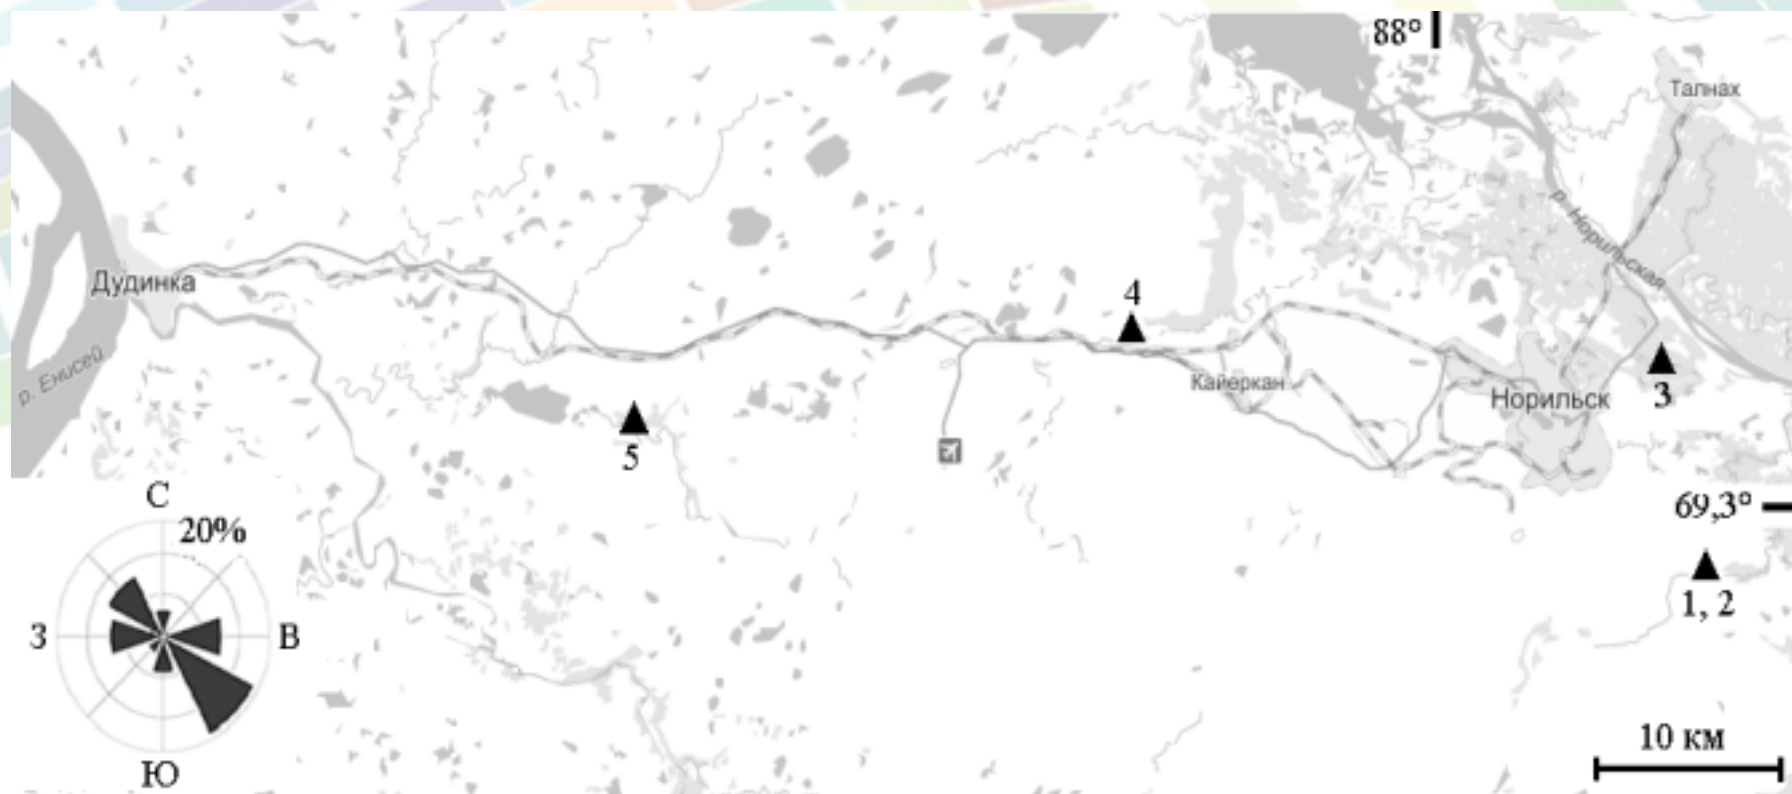 88°
Талнах
р. Норильская
Дудинка
4
р. Енисей
Кайеркан
Норильск
3
5
С
20%
69,3°
1, 2
З
В
10 км
Ю